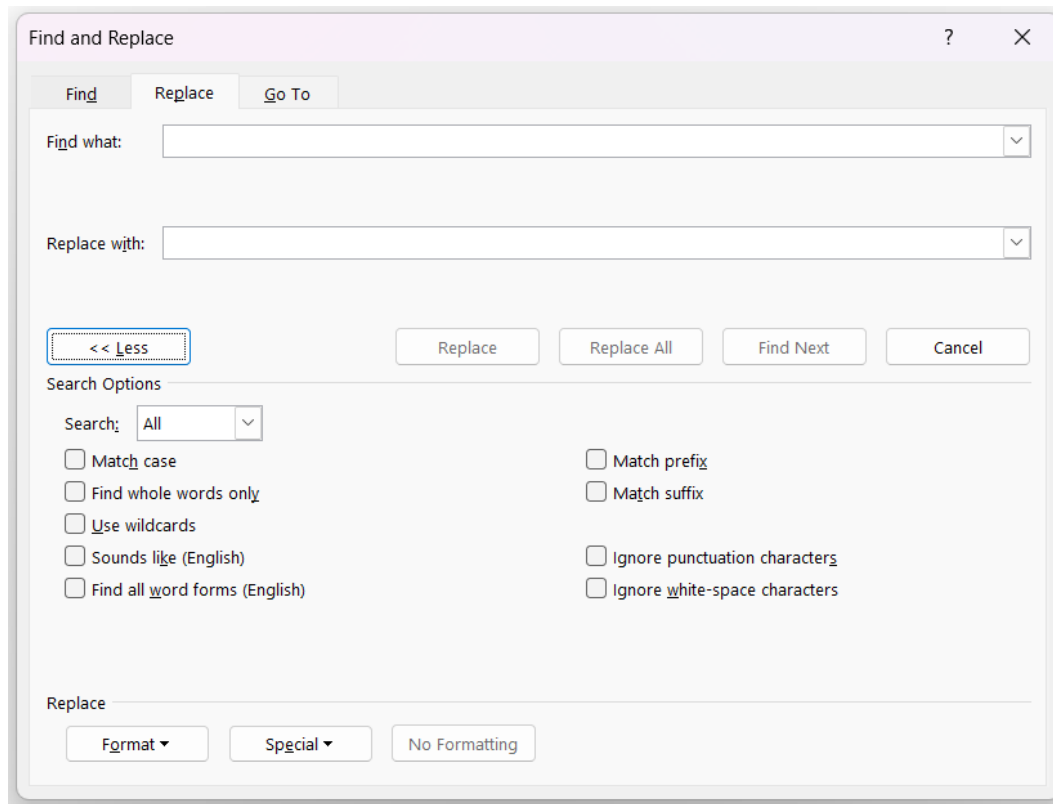 Find and Replace ?
Find Replace Go To
Find what:
Replace with:
<< Less Replace Replace All Find Next Cancel
Search Options
Search: All
Match case Match prefix
Find whole words only Match suffix
Use wildcards
Sounds like (English) Ignore punctuation characters
Find all word forms (English) Ignore white-space characters
Replace
Format Special No Formatting